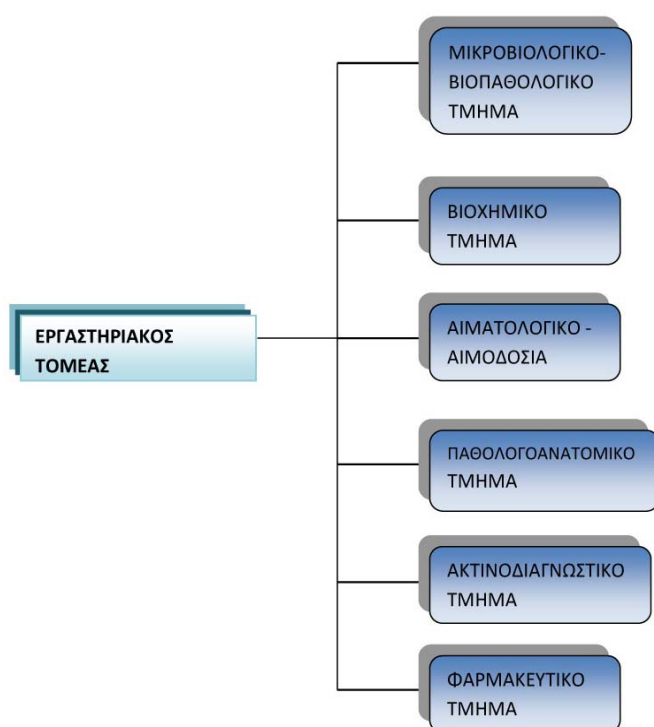 ΜΙΚΡΟΒΙΟΛΟΓΙΚΟ-
ΒΙΟΠΑΘΟΛΟΓΙΚΟ
ΤΜΗΜΑ
ΒΙΟΧΗΜΙΚΟ
ΤΜΗΜΑ
ΕΡΓΑΣΤΗΡΙΑΚΟΣ
ΤΟΜΕΑΣ
ΑΙΜΑΤΟΛΟΓΙΚΟ -
ΑΙΜΟΔΟΣΙΑ
ΠΑΘΟΛΟΓΟΑΝΑΤΟΜΙΚΟ
ΤΜΗΜΑ
ΑΚΤΙΝΟΔΙΑΓΝΩΣΤΙΚΟ
ΤΜΗΜΑ
ΦΑΡΜΑΚΕΥΤΙΚΟ
ΤΜΗΜΑ